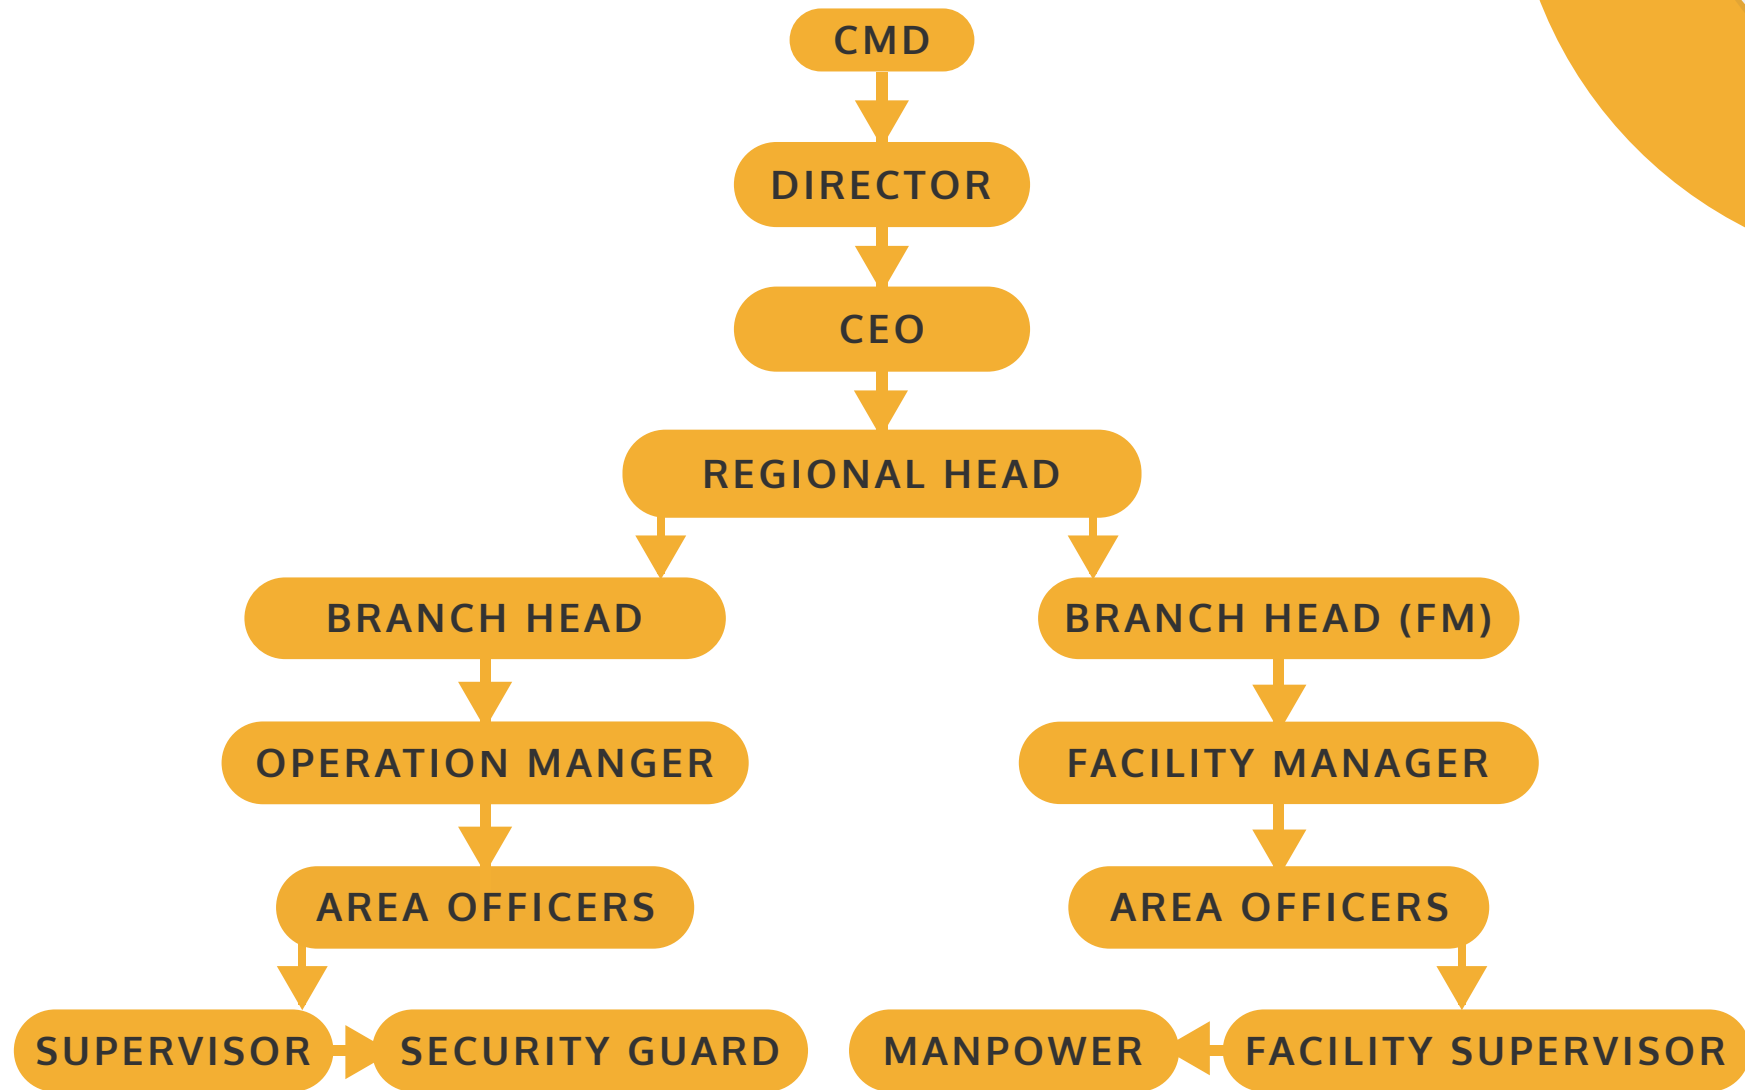 CMD
DIRECTOR
CEO
REGIONAL HEAD
BRANCH HEAD
BRANCH HEAD (FM)
OPERATION MANGER
FACILITY MANAGER
AREA OFFICERS
AREA OFFICERS
SUPERVISOR
SECURITY GUARD
MANPOWER
FACILITY SUPERVISOR